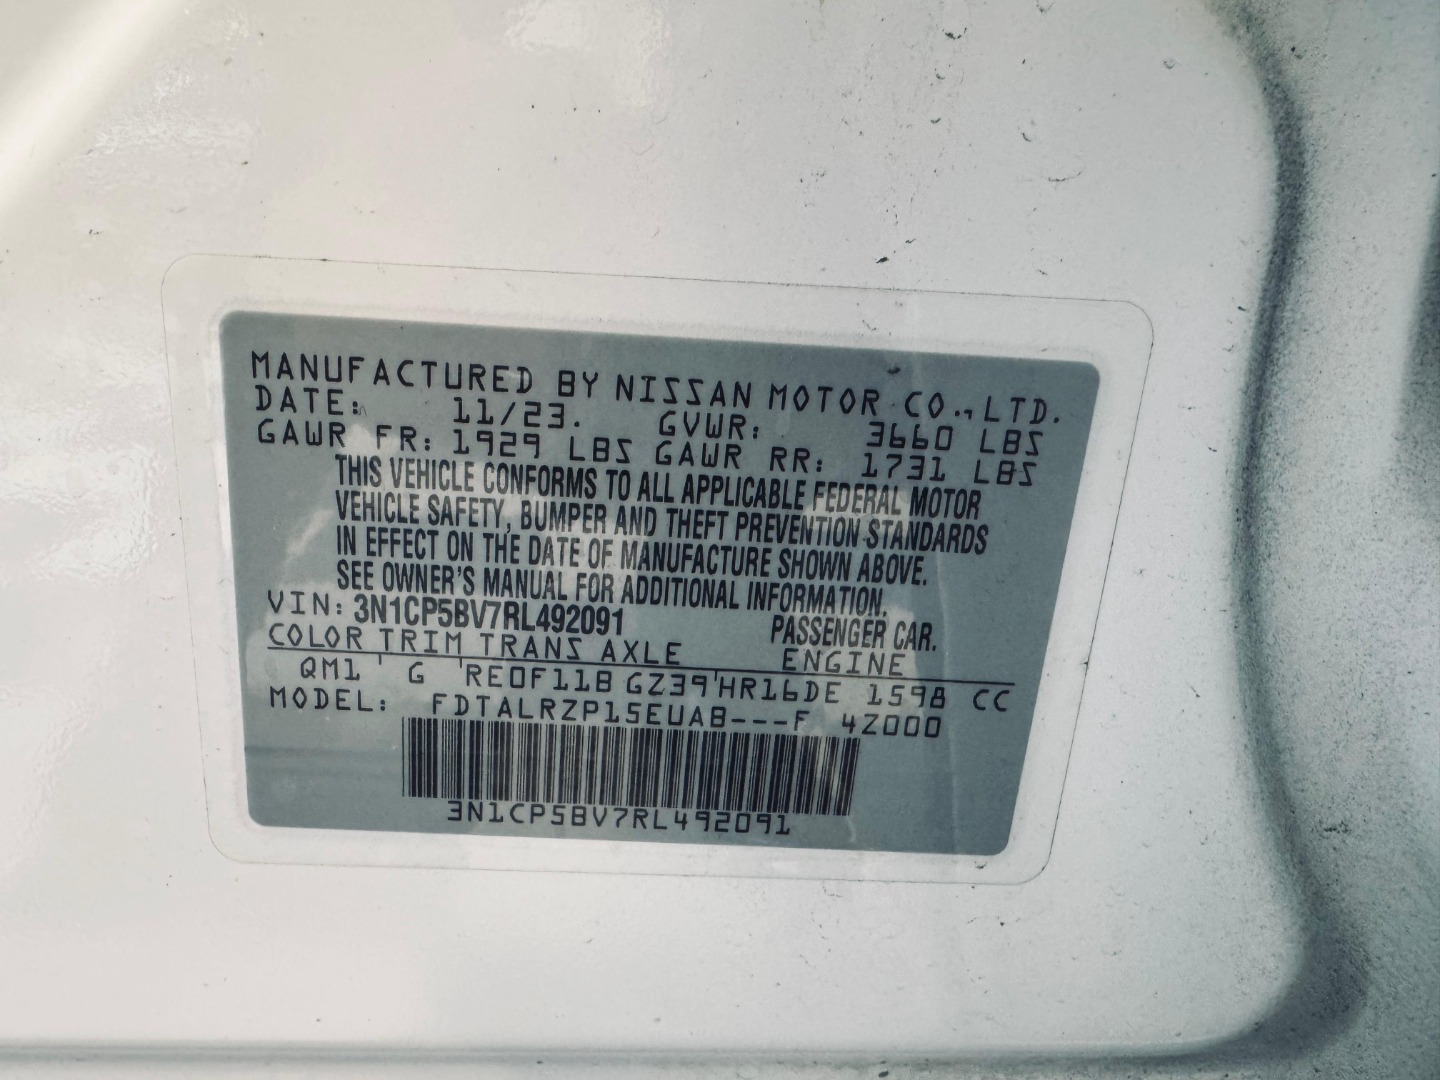 MANUFACTURED BY NISSAN MOTOR CO., LTD.
DATE: 11/23. GVWR: 3660 LBS
GAWR FR: 1929 LBS GAWR RR: 1731 LBS
THIS VEHICLE CONFORMS TO ALL APPLICABLE FEDERAL MOTOR
VEHICLE SAFETY, BUMPER AND THEFT PREVENTION STANDARDS
IN EFFECT ON THE DATE OF MANUFACTURE SHOWN ABOVE.
SEE OWNER'S MANUAL FOR ADDITIONAL INFORMATION.
VIN: 3N1CP5BV7RL492091 PASSENGER CAR.
COLOR TRIM TRANS AXLE ENGINE
QM1 ' G ' RE0F11B GZ39 ' HR16DE 1598 CC
MODEL: FDTALRZP15EUAB---F 4Z000
3N1CP5BV7RL492091